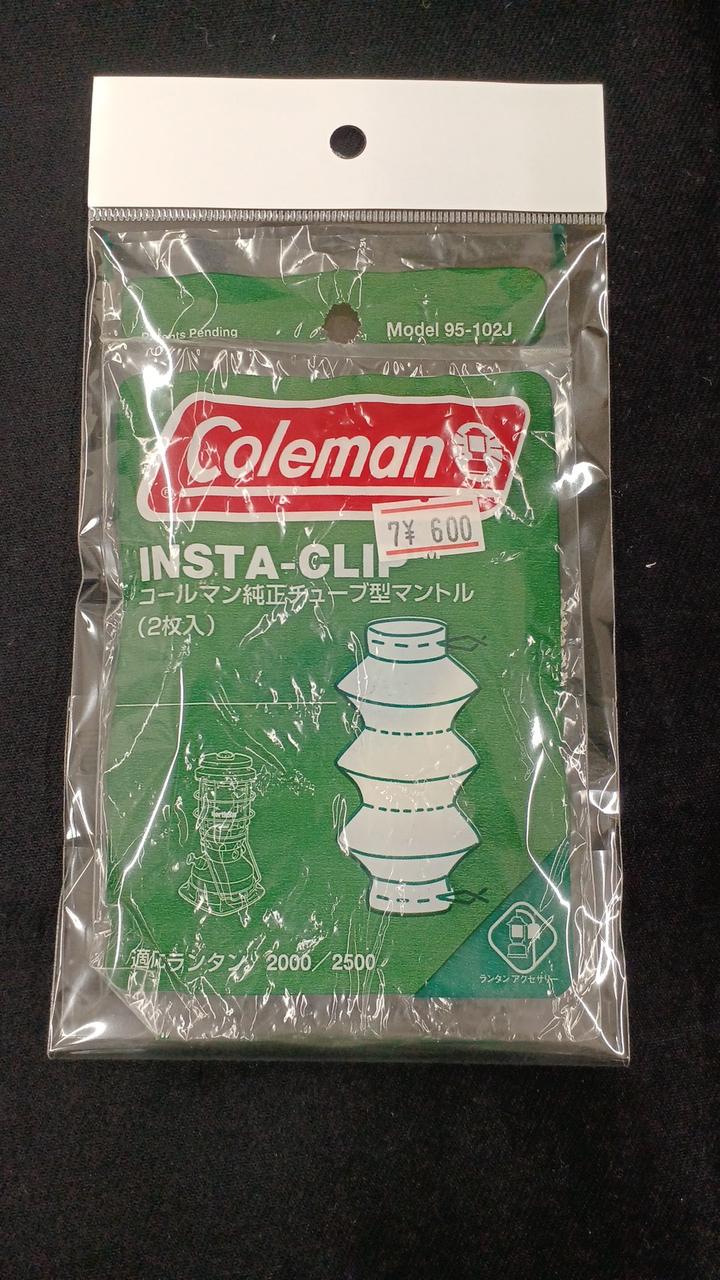 Patents Pending
Model 95-102J
Coleman
®
7¥ 600
INSTA-CLIP
コールマン純正チューブ型マントル
(2枚入)
Northstar
適応ランタン 2000/2500
ランタンアクセサリー